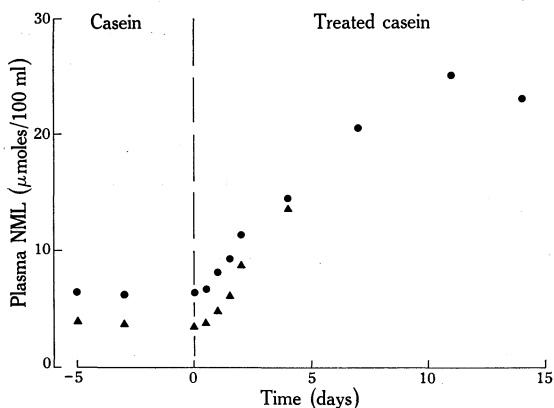 30
Casein
Treated casein
20
10
0
Plasma NML (μmoles/100 ml)
-5
0
5
10
15
Time (days)